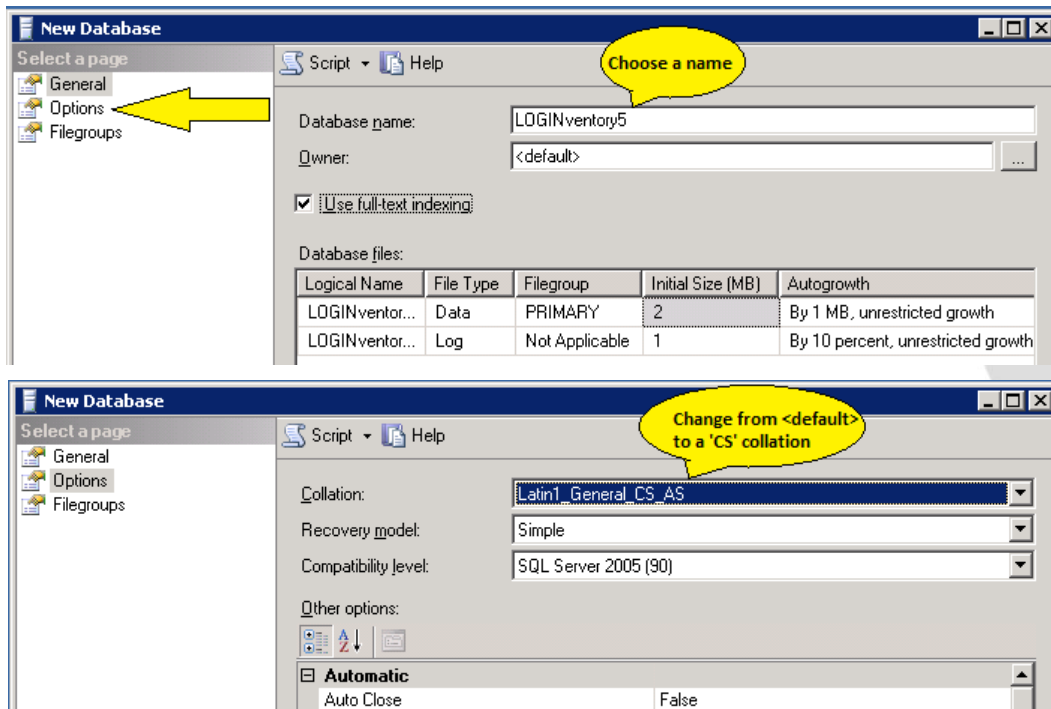 New Database
Select a page
General
Options
Filegroups
Script Help
Choose a name
Database name: LOGINventory5
Owner: <default> ...
Use full-text indexing
Database files:
Logical Name File Type Filegroup Initial Size (MB) Autogrowth
LOGINventor... Data PRIMARY 2 By 1 MB, unrestricted growth
LOGINventor... Log Not Applicable 1 By 10 percent, unrestricted growth
New Database
Select a page
General
Options
Filegroups
Script Help
Change from <default>
to a 'CS' collation
Collation: Latin1_General_CS_AS
Recovery model: Simple
Compatibility level: SQL Server 2005 (90)
Other options:
A
Z
Automatic
Auto Close False